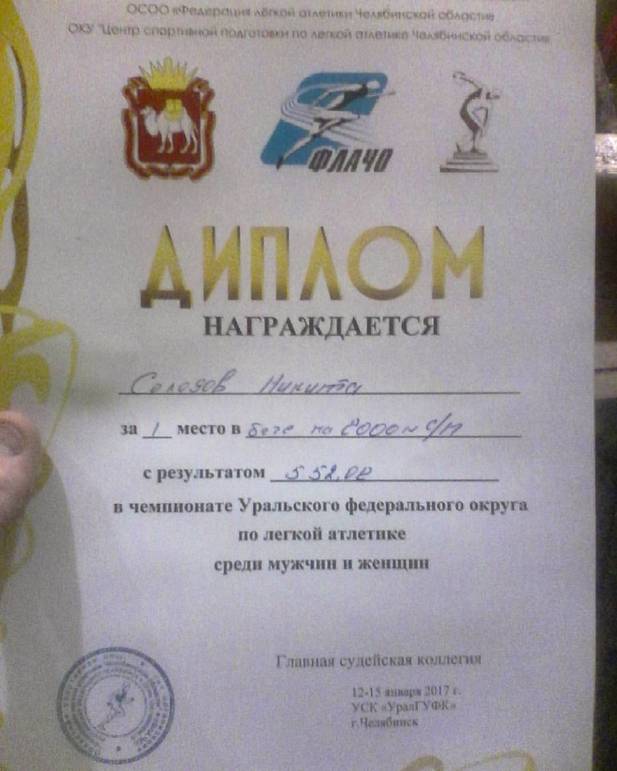 ОСОО «Федерация легкой атлетики Челябинской области»
ОКУ "Центр спортивной подготовки по легкой атлетике Челябинской области"
ФЛАЧО
ДИПЛОМ
НАГРАЖДАЕТСЯ
Никита
за 1 место в беге на 2000м с/п
с результатом 5.52,02
в чемпионате Уральского федерального округа
по легкой атлетике
среди мужчин и женщин
Главная судейская коллегия
12-15 января 2017 г.
УСК «УралГУФК»
г.Челябинск